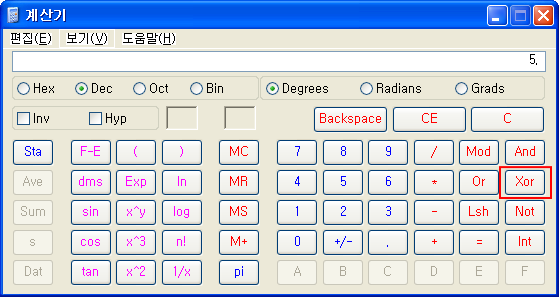 계산기
편집(E) 보기(V) 도움말(H)
5.
Hex Dec Oct Bin Degrees Radians Grads
Inv Hyp Backspace CE C
Sta F-E ( ) MC 7 8 9 / Mod And
Ave dms Exp ln MR 4 5 6 * Or Xor
Sum sin x^y log MS 1 2 3 - Lsh Not
s cos x^3 n! M+ 0 +/- . + = Int
Dat tan x^2 1/x pi A B C D E F